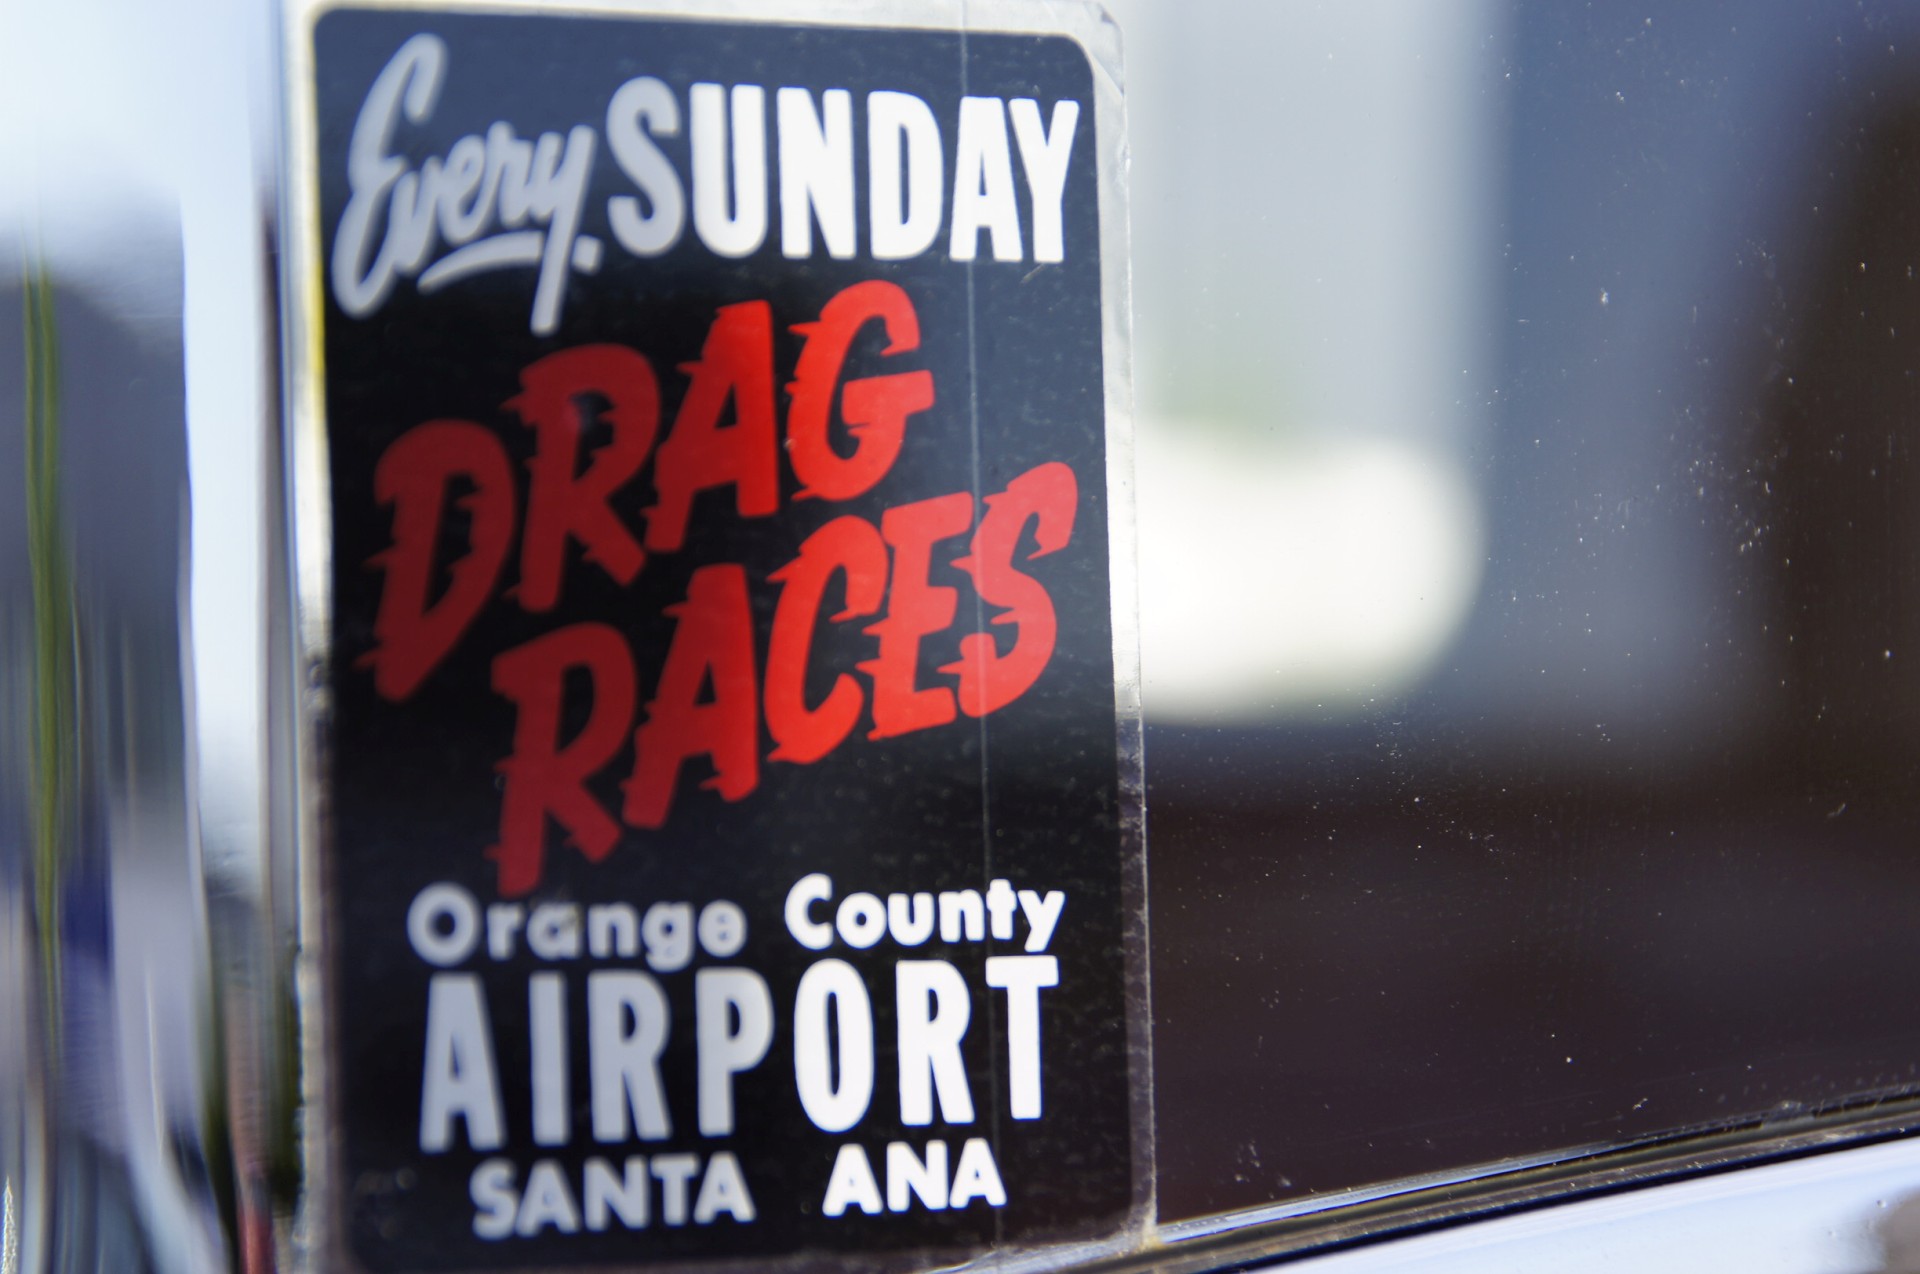 Every SUNDAY
DRAG
RACES
Orange County
AIRPORT
SANTA ANA